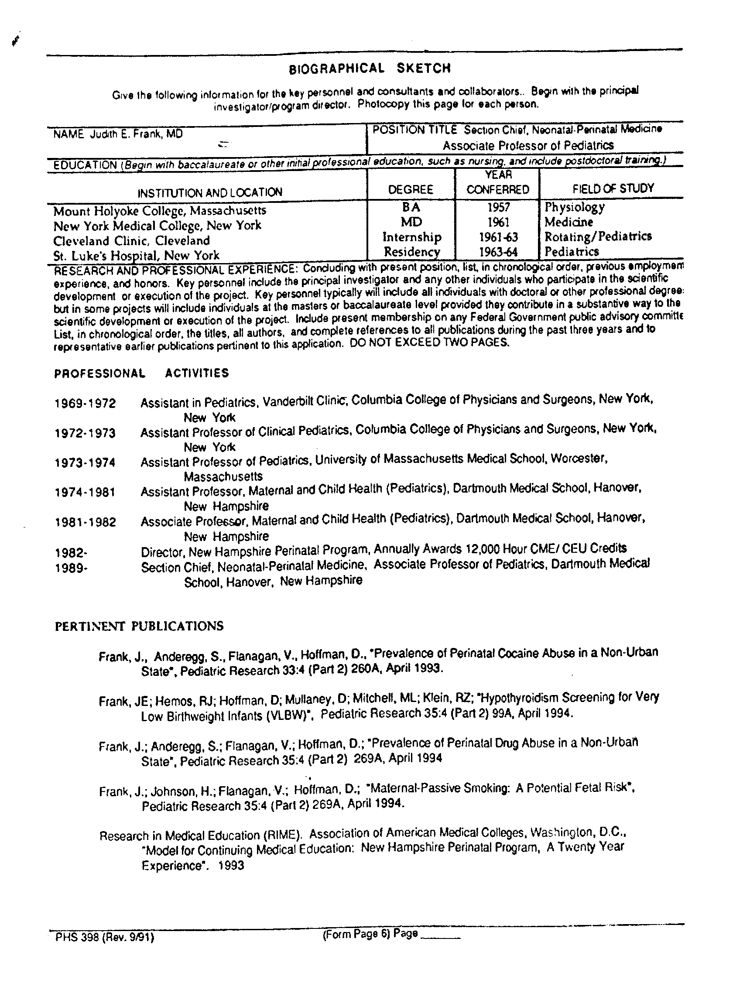 BIOGRAPHICAL SKETCH
Give the following information for the key personnel and consultants and collaborators.. Begin with the principal
investigator/program director. Photocopy this page for each person.
NAME Judith E. Frank, MD
POSITION TITLE Section Chief, Neonatal-Perinatal Medicine
Associate Professor of Pediatrics
EDUCATION (Begin with baccalaureate or other initial professional education, such as nursing, and include postdoctoral training.)
INSTITUTION AND LOCATION DEGREE YEAR CONFERRED FIELD OF STUDY
Mount Holyoke College, Massachusetts BA 1957 Physiology
New York Medical College, New York MD 1961 Medicine
Cleveland Clinic, Cleveland Internship 1961-63 Rotating/Pediatrics
St. Luke's Hospital, New York Residency 1963-64 Pediatrics
RESEARCH AND PROFESSIONAL EXPERIENCE: Concluding with present position, list, in chronological order, previous employment
experience, and honors. Key personnel include the principal investigator and any other individuals who participate in the scientific
development or execution of the project. Key personnel typically will include all individuals with doctoral or other professional degrees
but in some projects will include individuals at the masters or baccalaureate level provided they contribute in a substantive way to the
scientific development or execution of the project. Include present membership on any Federal Government public advisory committe
List, in chronological order, the titles, all authors, and complete references to all publications during the past three years and to
representative earlier publications pertinent to this application. DO NOT EXCEED TWO PAGES.
PROFESSIONAL ACTIVITIES
1969-1972 Assistant in Pediatrics, Vanderbilt Clinic, Columbia College of Physicians and Surgeons, New York,
New York
1972-1973 Assistant Professor of Clinical Pediatrics, Columbia College of Physicians and Surgeons, New York,
New York
1973-1974 Assistant Professor of Pediatrics, University of Massachusetts Medical School, Worcester,
Massachusetts
1974-1981 Assistant Professor, Maternal and Child Health (Pediatrics), Dartmouth Medical School, Hanover,
New Hampshire
1981-1982 Associate Professor, Maternal and Child Health (Pediatrics), Dartmouth Medical School, Hanover,
New Hampshire
1982- Director, New Hampshire Perinatal Program, Annually Awards 12,000 Hour CME/ CEU Credits
1989- Section Chief, Neonatal-Perinatal Medicine, Associate Professor of Pediatrics, Dartmouth Medical
School, Hanover, New Hampshire
PERTINENT PUBLICATIONS
Frank, J., Anderegg, S., Flanagan, V., Hoffman, D., "Prevalence of Perinatal Cocaine Abuse in a Non-Urban
State", Pediatric Research 33:4 (Part 2) 260A, April 1993.
Frank, JE; Hemos, RJ; Hoffman, D; Mullaney, D; Mitchell, ML; Klein, RZ; "Hypothyroidism Screening for Very
Low Birthweight Infants (VLBW)", Pediatric Research 35:4 (Part 2) 99A, April 1994.
Frank, J.; Anderegg, S.; Flanagan, V.; Hoffman, D.; "Prevalence of Perinatal Drug Abuse in a Non-Urban
State", Pediatric Research 35:4 (Part 2) 269A, April 1994
Frank, J.; Johnson, H.; Flanagan, V.; Hoffman, D.; "Maternal-Passive Smoking: A Potential Fetal Risk",
Pediatric Research 35:4 (Part 2) 269A, April 1994.
Research in Medical Education (RIME). Association of American Medical Colleges, Washington, D.C.,
"Model for Continuing Medical Education: New Hampshire Perinatal Program, A Twenty Year
Experience". 1993
PHS 398 (Rev. 9/91) (Form Page 6) Page